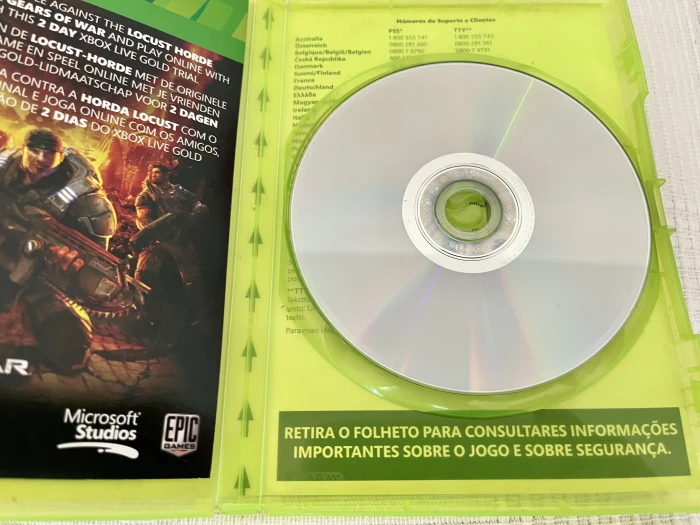 AGAINST THE LOCUST HORDE
GEARS OF WAR AND PLAY ONLINE WITH
THIS 2 DAY XBOX LIVE GOLD TRIAL
DE LOCUST-HORDE MET DE ORIGINELE
GAME EN SPEEL ONLINE MET JE VRIENDEN
GOLD-LIDMAATSCHAP VOOR 2 DAGEN
A CONTRA A HORDA LOCUST COM O
E JOGA ONLINE COM OS AMIGOS,
DE 2 DIAS DO XBOX LIVE GOLD
Microsoft
Studios
EPIC
GAMES
Números do Suporte a Clientes
PSS* TTY**
Australia 1 800 555 741 1 800 555 743
Österreich 0800 281 360 0800 281 361
Belgique/België/Belgien 0800 7 9790 0800 7 9791
Česká Republika
Danmark
Suomi/Finland
France
Deutschland
Ελλάδα
Para mais
RETIRA O FOLHETO PARA CONSULTARES INFORMAÇÕES
IMPORTANTES SOBRE O JOGO E SOBRE SEGURANÇA.